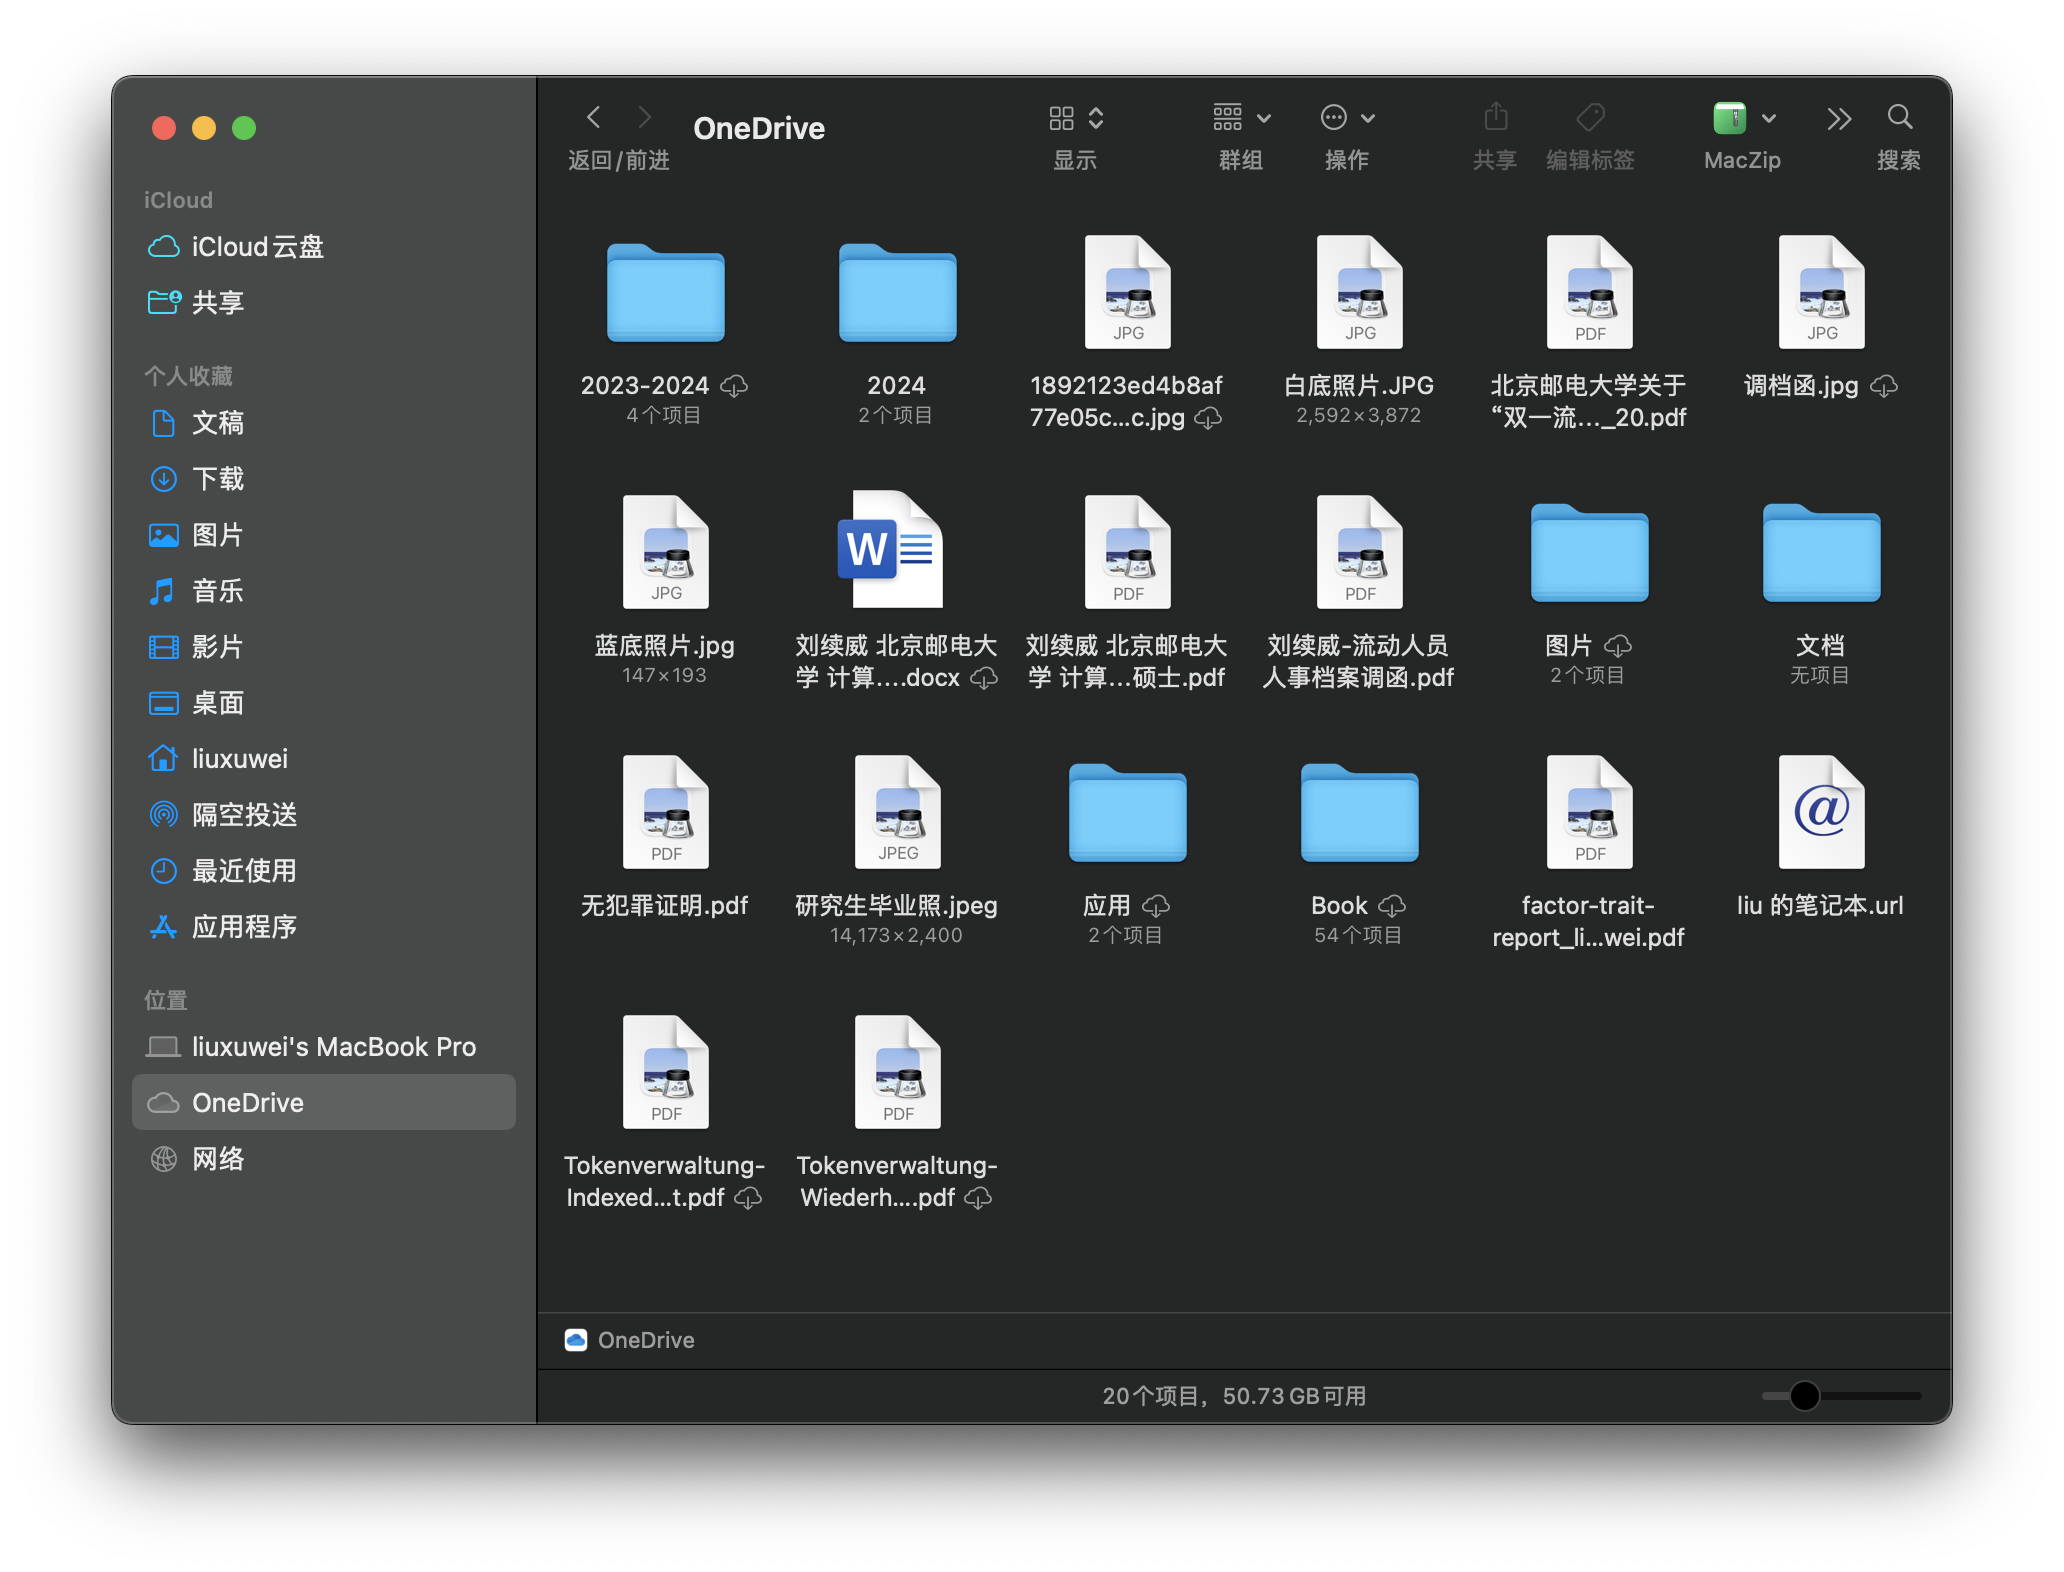 返回/前进
OneDrive
显示
群组
操作
共享
编辑标签
MacZip
搜索
iCloud
iCloud云盘
共享
个人收藏
文稿
下载
图片
音乐
影片
桌面
liuxuwei
隔空投送
最近使用
应用程序
位置
liuxuwei's MacBook Pro
OneDrive
网络
2023-2024
4个项目
2024
2个项目
JPG
1892123ed4b8af
77e05c...c.jpg
JPG
白底照片.JPG
2,592×3,872
PDF
北京邮电大学关于
“双一流..._20.pdf
JPG
调档函.jpg
JPG
蓝底照片.jpg
147×193
W
刘续威 北京邮电大
学 计算....docx
PDF
刘续威 北京邮电大
学 计算...硕士.pdf
PDF
刘续威-流动人员
人事档案调函.pdf
图片
2个项目
文档
无项目
PDF
无犯罪证明.pdf
JPEG
研究生毕业照.jpeg
14,173×2,400
应用
2个项目
Book
54个项目
PDF
factor-trait-
report_li...wei.pdf
@
liu 的笔记本.url
PDF
Tokenverwaltung-
Indexed...t.pdf
PDF
Tokenverwaltung-
Wiederh....pdf
OneDrive
20个项目，50.73 GB可用